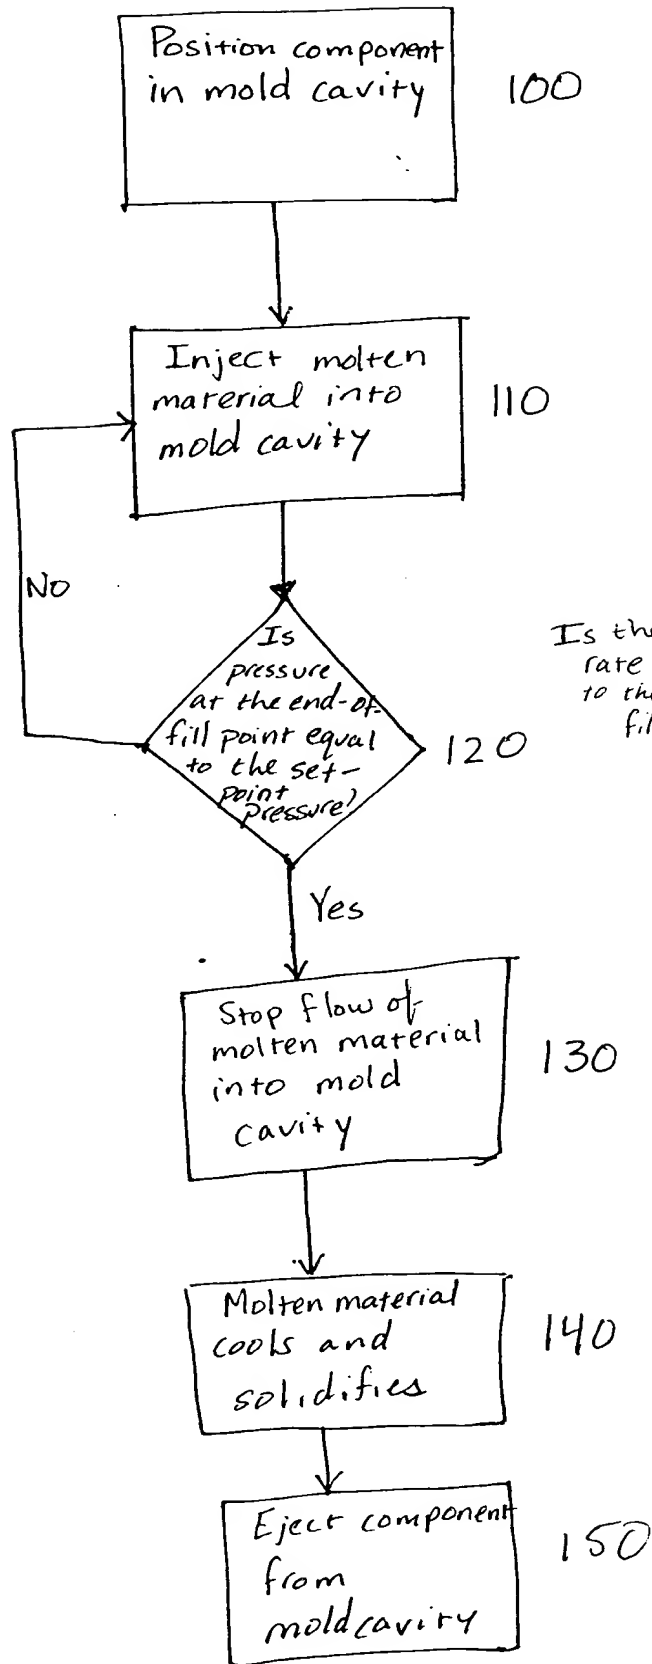 Position component
in mold cavity
100
Inject molten
material into
mold cavity
110
No
Is
pressure
at the end-of-
fill point equal
to the set-
point
pressure?
120
Is the
rate
to the
fil
Yes
Stop flow of
molten material
into mold
cavity
130
Molten material
cools and
solidifies
140
Eject component
from
mold cavity
150